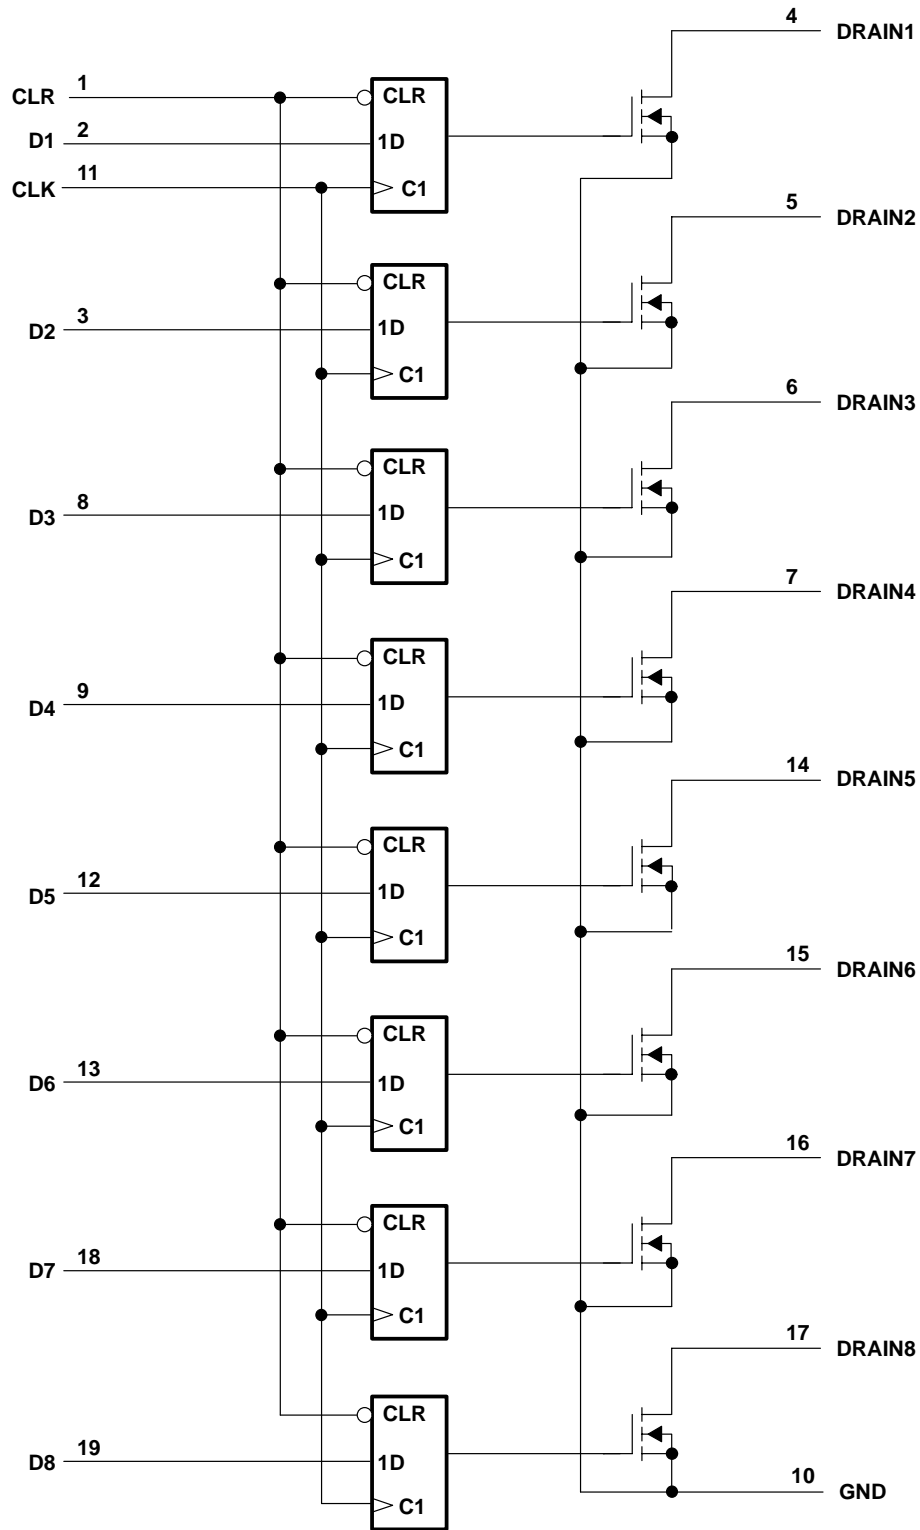 4 DRAIN1
CLR 1 CLR
D1 2 1D
CLK 11 C1
5 DRAIN2
CLR
D2 3 1D
C1
6 DRAIN3
CLR
D3 8 1D
C1
7 DRAIN4
CLR
D4 9 1D
C1
14 DRAIN5
CLR
D5 12 1D
C1
15 DRAIN6
CLR
D6 13 1D
C1
16 DRAIN7
CLR
D7 18 1D
C1
17 DRAIN8
CLR
D8 19 1D
10 GND
C1